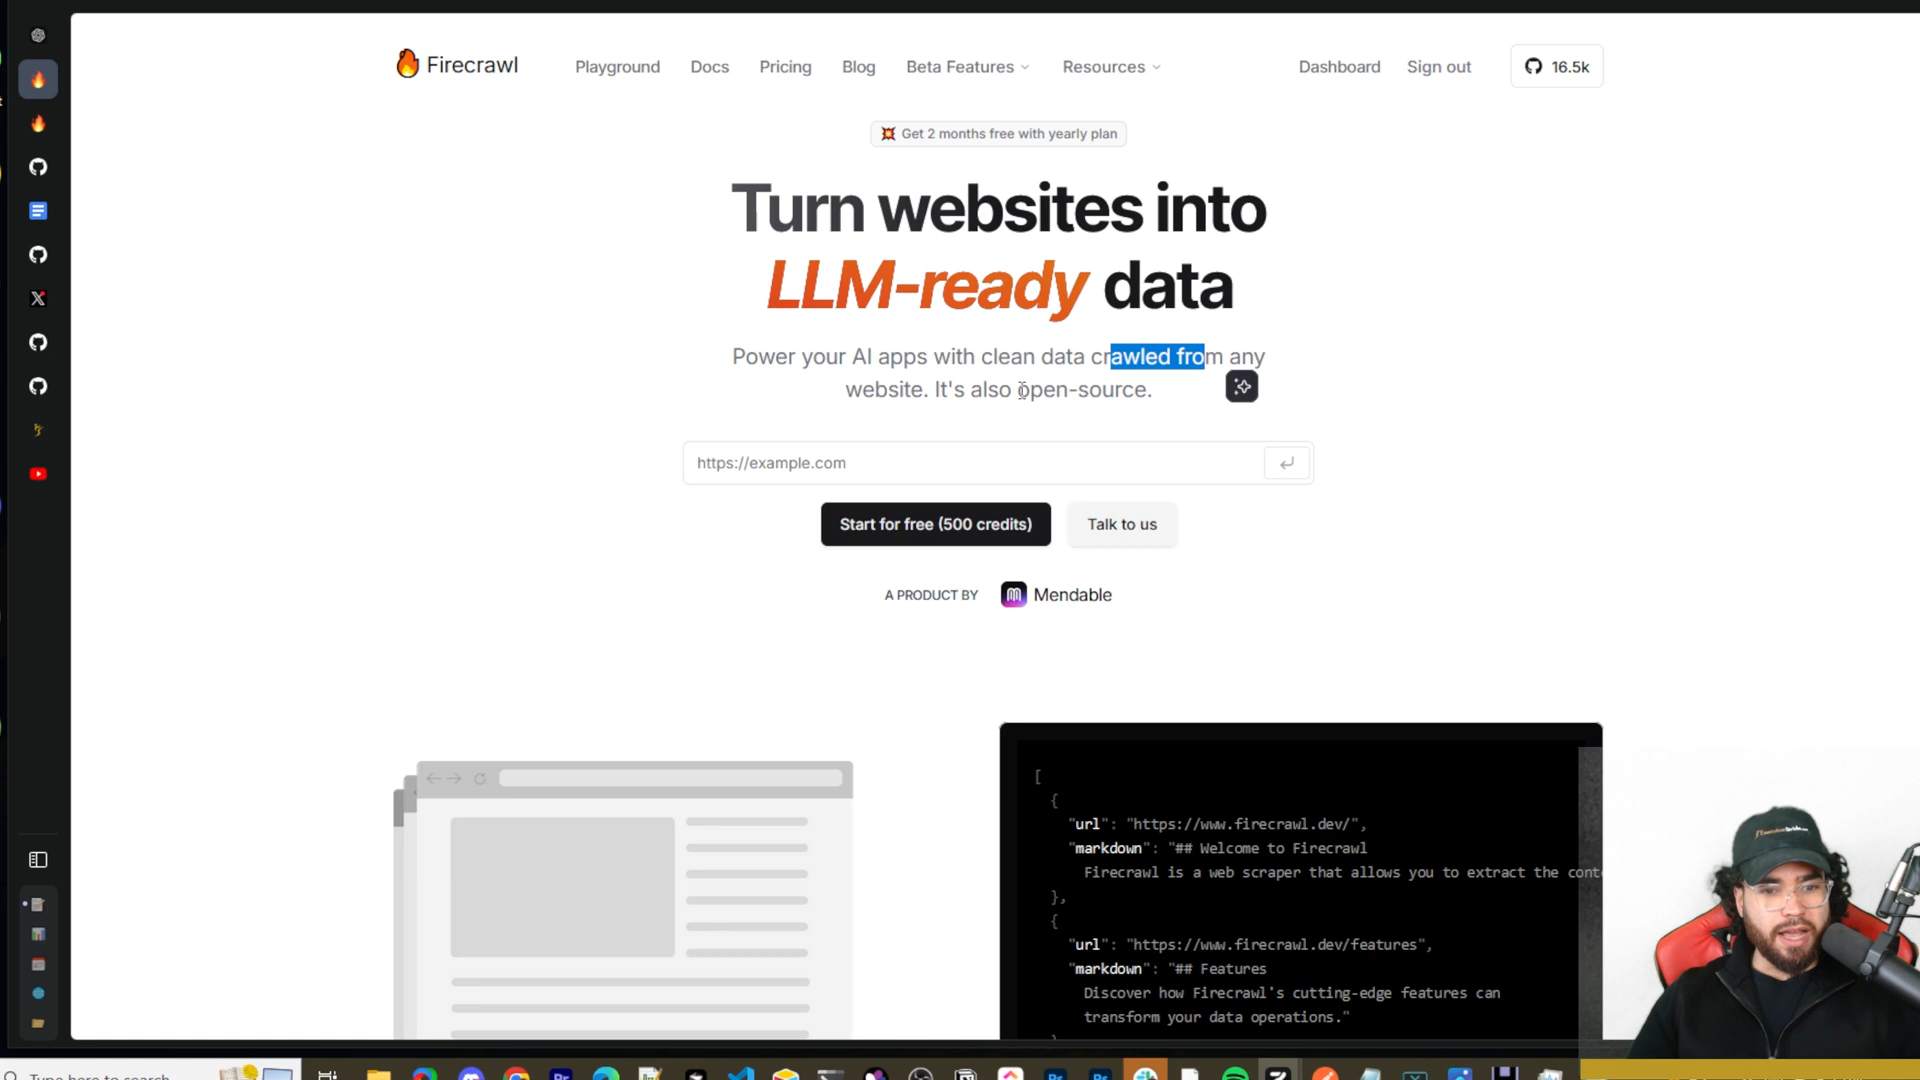 Firecrawl
Playground
Docs
Pricing
Blog
Beta Features
Resources
Dashboard
Sign out
16.5k
Get 2 months free with yearly plan
Turn websites into
LLM-ready data
Power your AI apps with clean data crawled from any
website. It's also open-source.
https://example.com
Start for free (500 credits)
Talk to us
A PRODUCT BY
Mendable
[
{
"url": "https://www.firecrawl.dev/",
"markdown": "## Welcome to Firecrawl
Firecrawl is a web scraper that allows you to extract the cont
},
{
"url": "https://www.firecrawl.dev/features",
"markdown": "## Features
Discover how Firecrawl's cutting-edge features can
transform your data operations."
Type here to search